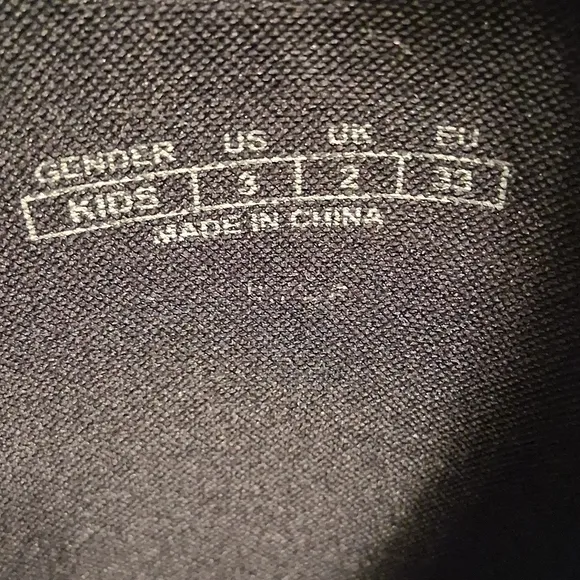 GENDER US UK EU
KIDS 3 2 33
MADE IN CHINA